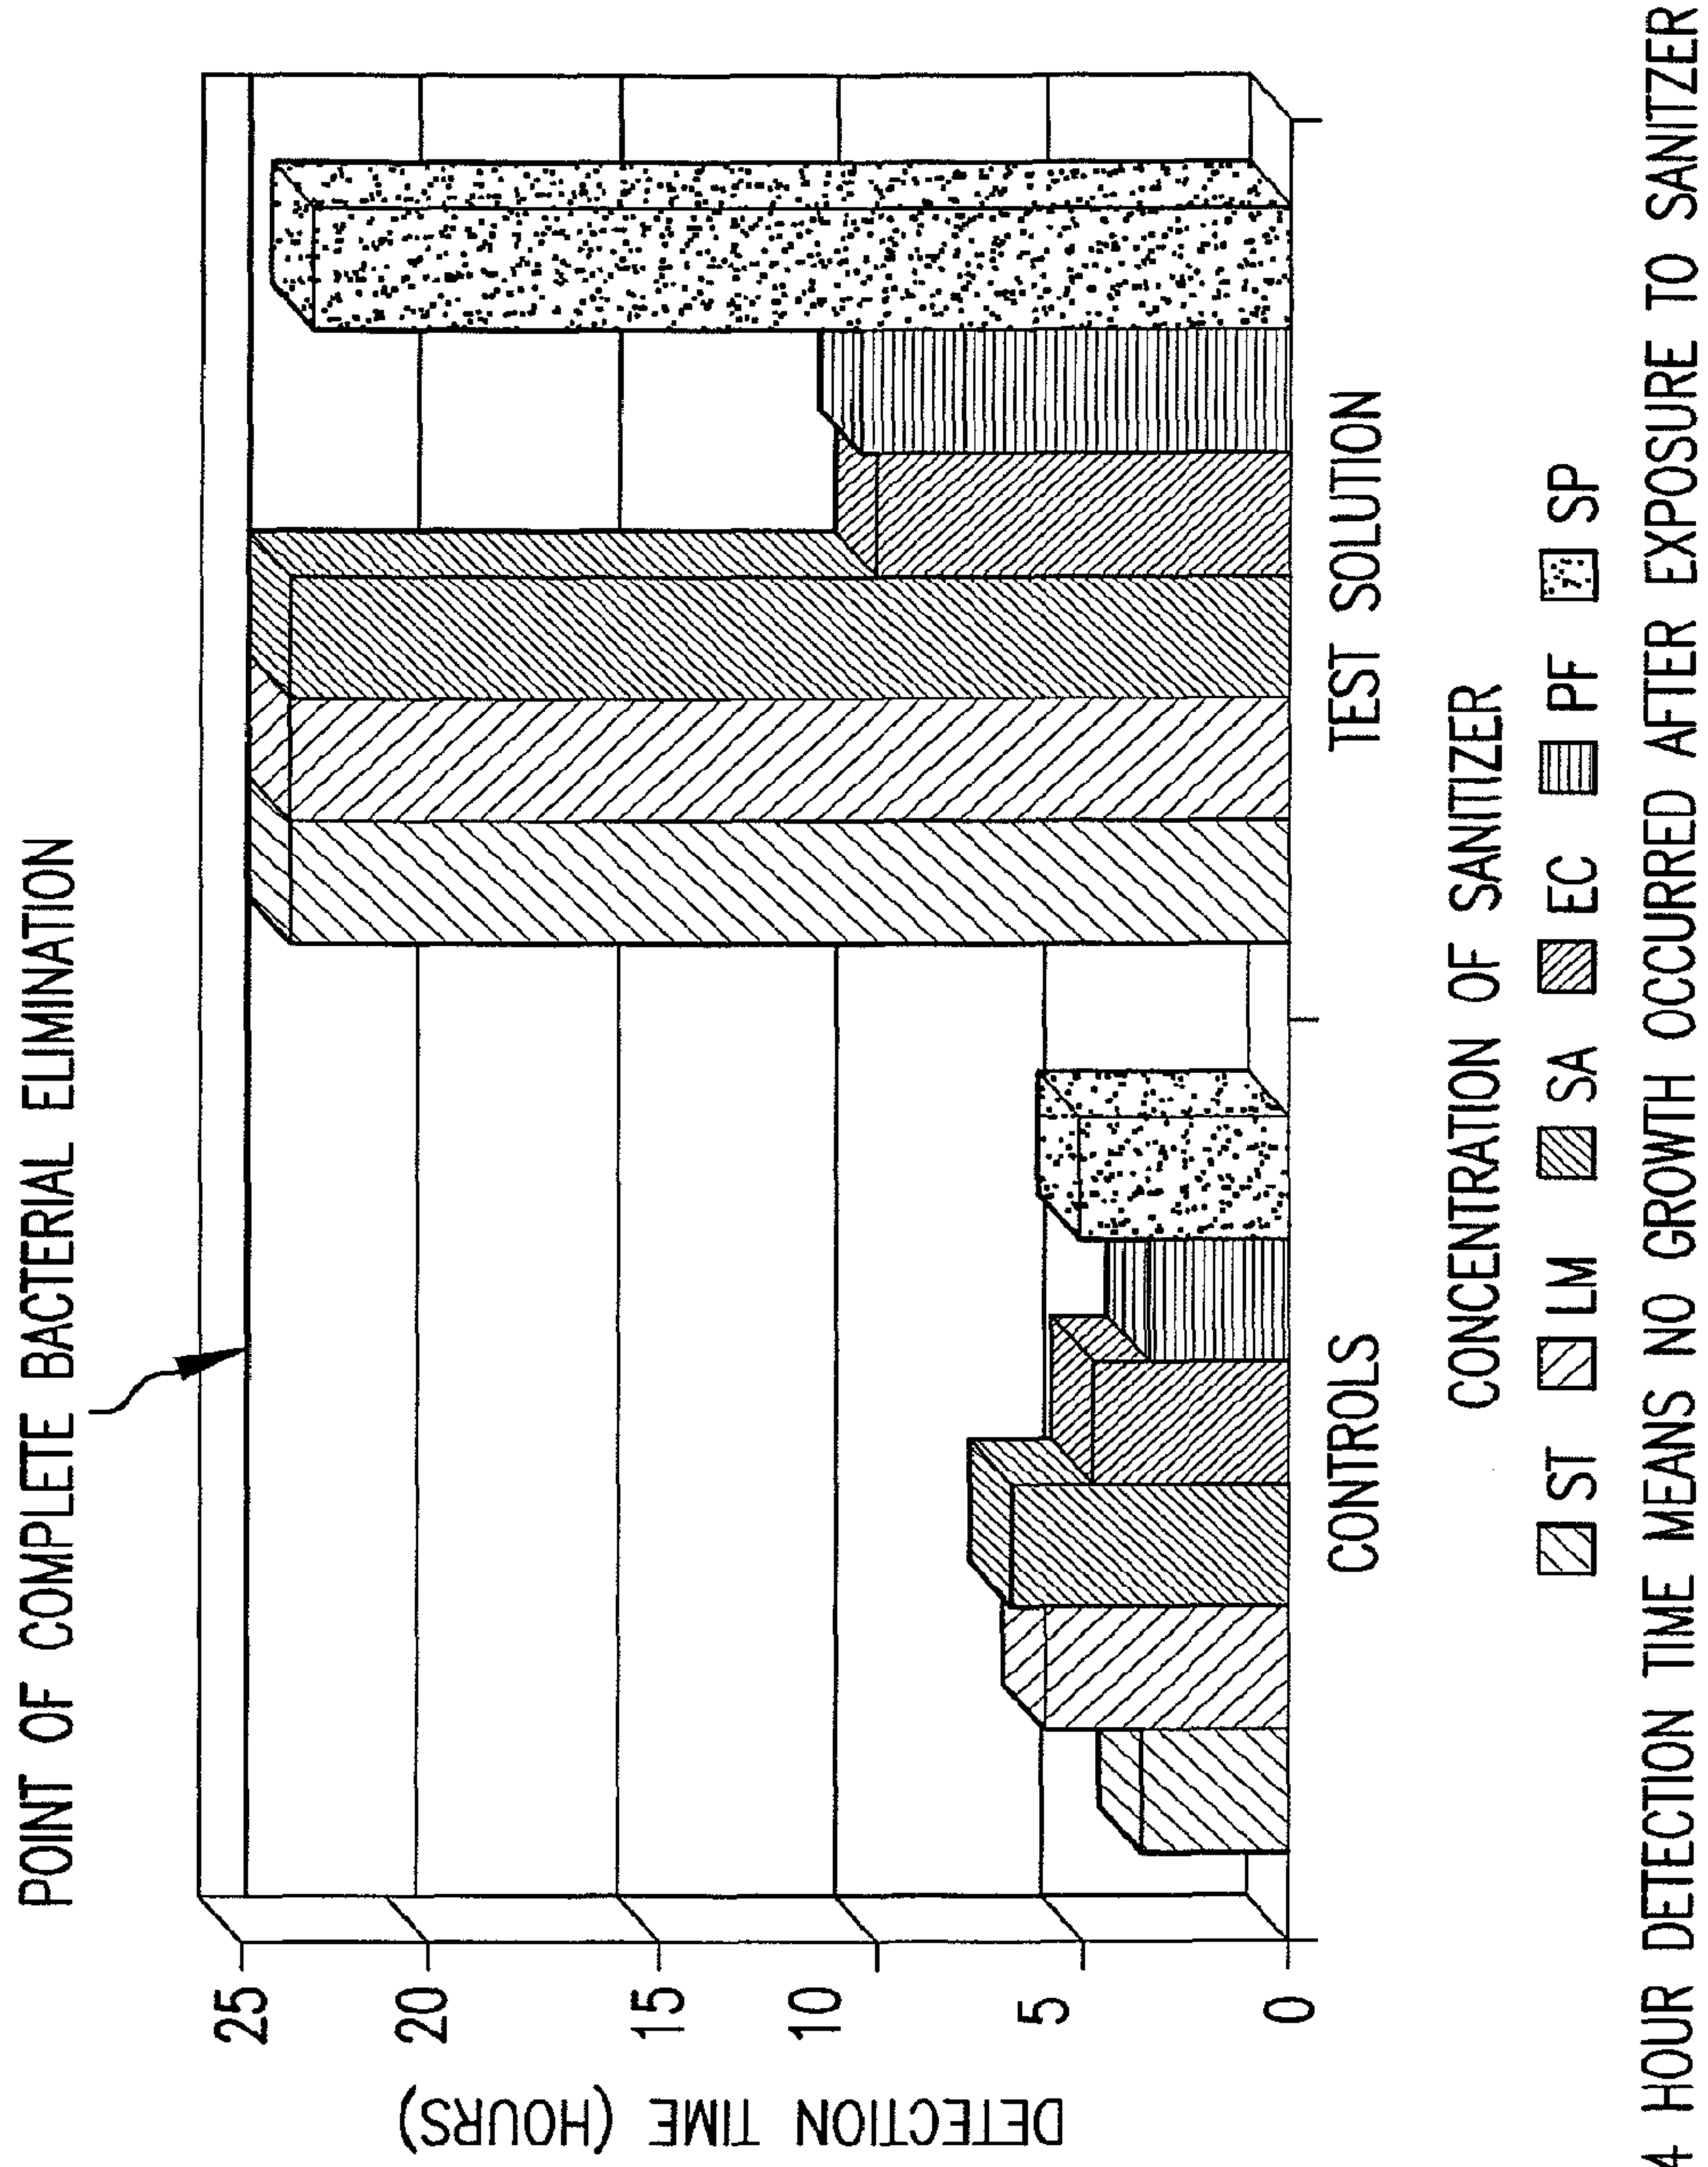 POINT OF COMPLETE BACTERIAL ELIMINATION
DETECTION TIME (HOURS)
25
20
15
10
5
0
CONTROLS TEST SOLUTION
CONCENTRATION OF SANITIZER
ST LM SA EC PF SP
4 HOUR DETECTION TIME MEANS NO GROWTH OCCURRED AFTER EXPOSURE TO SANITZER